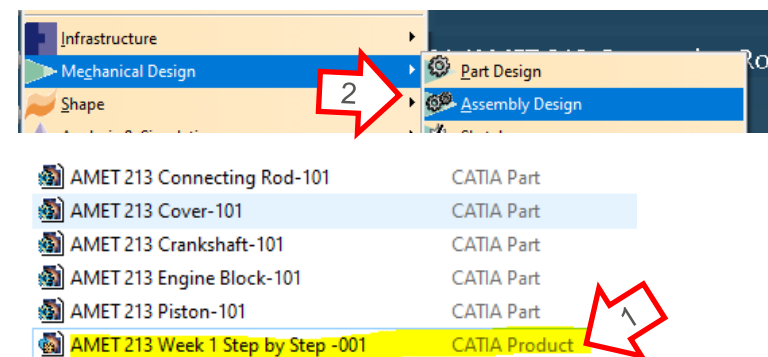 Infrastructure
Mechanical Design
Part Design
Shape
2
Assembly Design
AMET 213 Connecting Rod-101 CATIA Part
AMET 213 Cover-101 CATIA Part
AMET 213 Crankshaft-101 CATIA Part
AMET 213 Engine Block-101 CATIA Part
AMET 213 Piston-101 CATIA Part
AMET 213 Week 1 Step by Step -001 CATIA Product
1